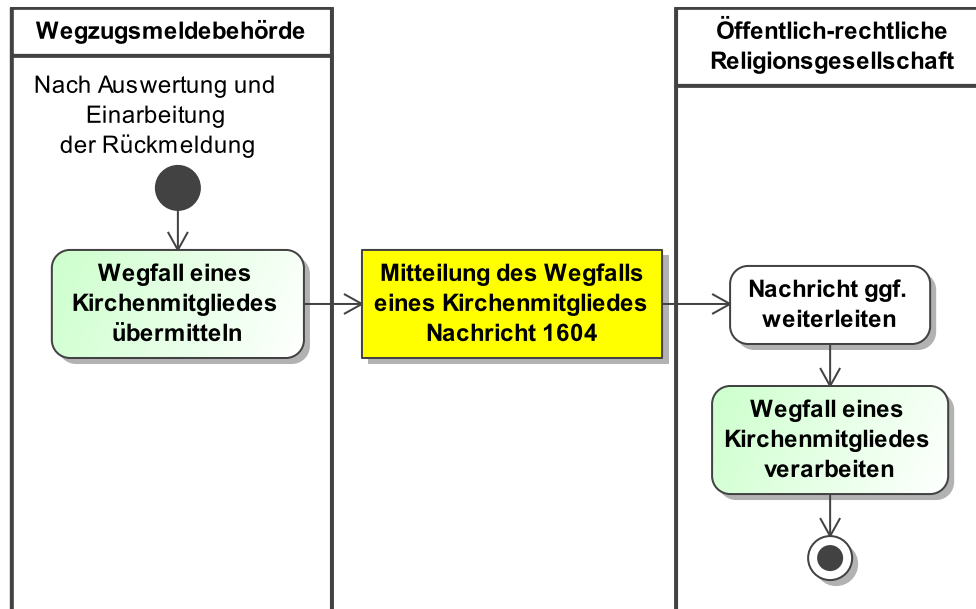 Wegzugsmeldebehörde
Öffentlich-rechtliche
Religionsgesellschaft
Nach Auswertung und
Einarbeitung
der Rückmeldung
Wegfall eines
Kirchenmitgliedes
übermitteln
Mitteilung des Wegfalls
eines Kirchenmitgliedes
Nachricht 1604
Nachricht ggf.
weiterleiten
Wegfall eines
Kirchenmitgliedes
verarbeiten